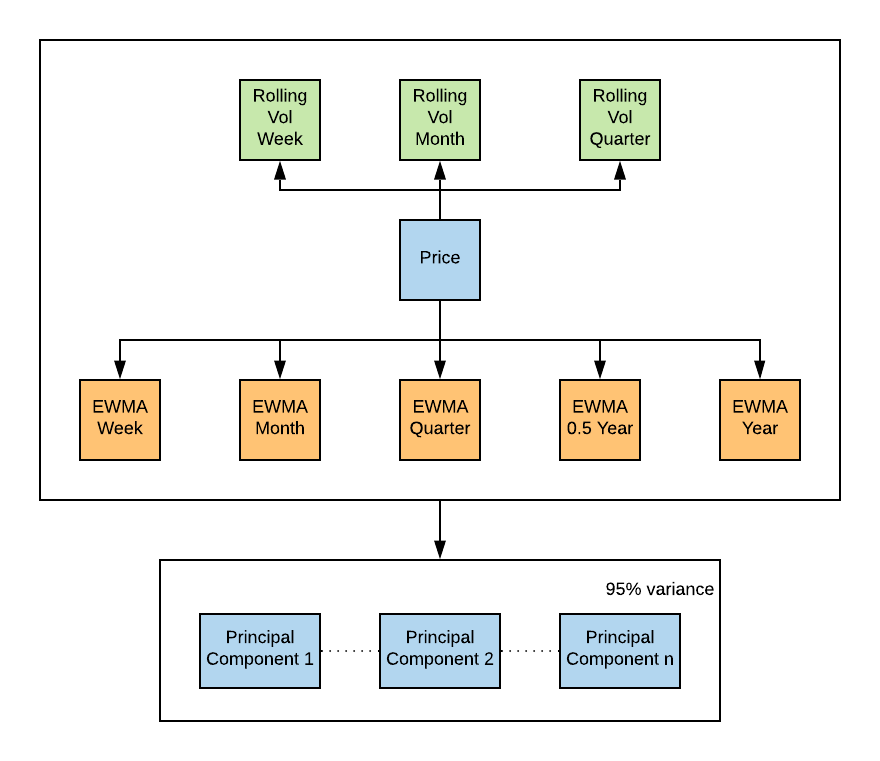 Rolling
Vol
Week
Rolling
Vol
Month
Rolling
Vol
Quarter
Price
EWMA
Week
EWMA
Month
EWMA
Quarter
EWMA
0.5 Year
EWMA
Year
95% variance
Principal
Component 1
Principal
Component 2
Principal
Component n